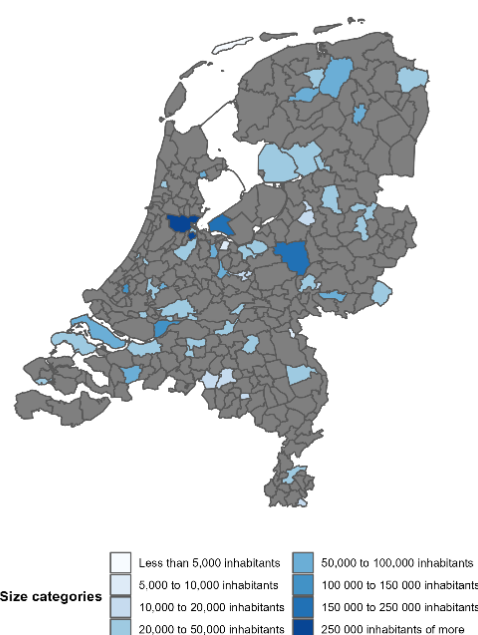 Size categories
Less than 5,000 inhabitants
5,000 to 10,000 inhabitants
10,000 to 20,000 inhabitants
20,000 to 50,000 inhabitants
50,000 to 100,000 inhabitants
100 000 to 150 000 inhabitants
150 000 to 250 000 inhabitants
250 000 inhabitants of more